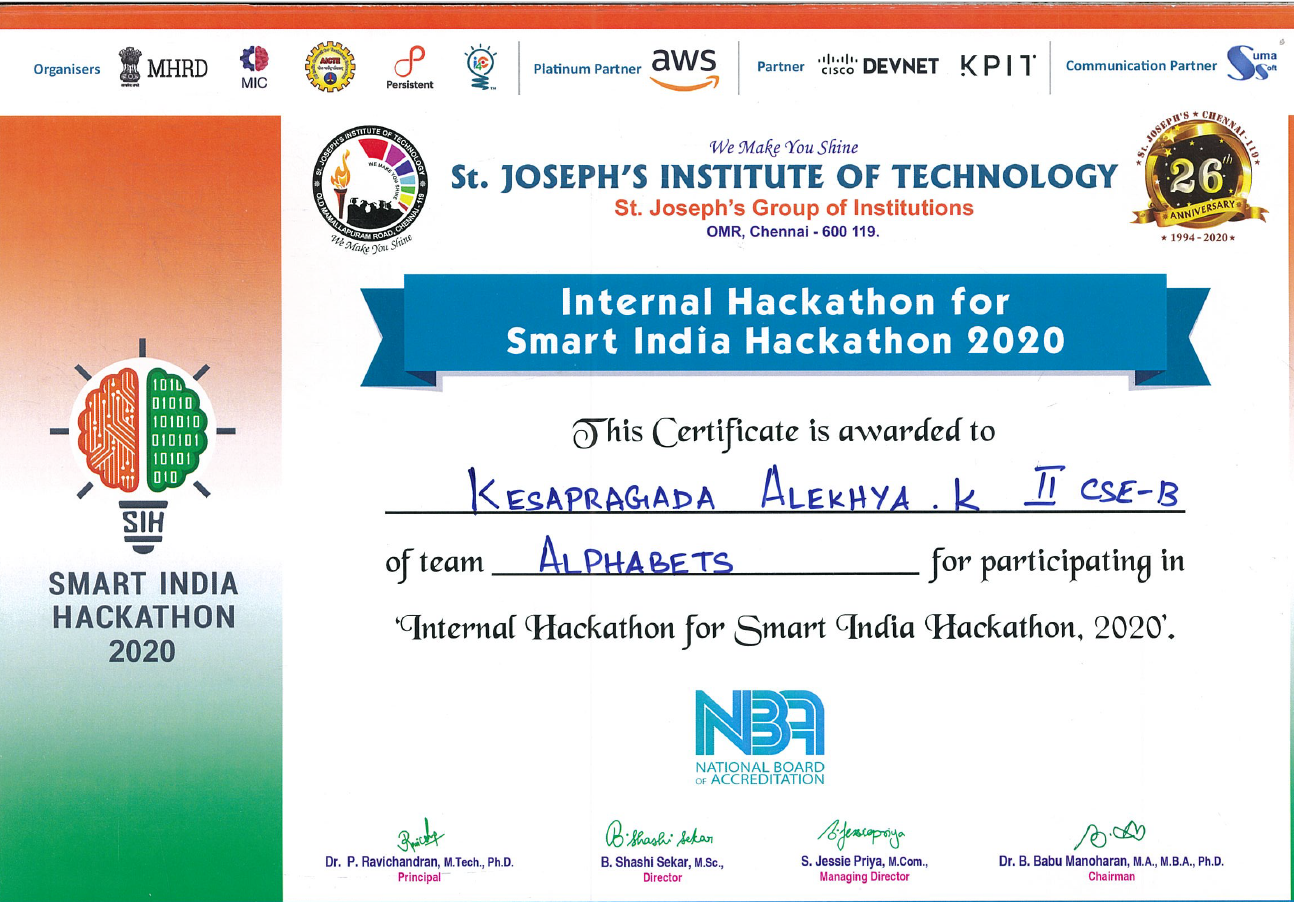 Organisers MHRD MIC AICTE Persistent Platinum Partner aws Partner CISCO DEVNET KPIT Communication Partner Suma Soft
ST. JOSEPH'S INSTITUTE OF TECHNOLOGY
OLD MAMALLAPURAM ROAD, CHENNAI-119
WE MAKE YOU SHINE
We Make You Shine
We Make You Shine
St. JOSEPH'S INSTITUTE OF TECHNOLOGY
St. Joseph's Group of Institutions
OMR, Chennai - 600 119.
ST. JOSEPH'S ★ CHENNAI-119
26th
ANNIVERSARY
★ 1994-2020 ★
Internal Hackathon for
Smart India Hackathon 2020
1010
01010
101010
010101
10101
010
SIH
SMART INDIA
HACKATHON
2020
This Certificate is awarded to
KESAPRAGADA ALEKHYA . K II CSE-B
of team ALPHABETS for participating in
'Internal Hackathon for Smart India Hackathon, 2020'.
NBA
NATIONAL BOARD
OF ACCREDITATION
B. Shashi Sekar
S. Jessiepriya
Dr. P. Ravichandran, M.Tech., Ph.D.
Principal
B. Shashi Sekar, M.Sc.,
Director
S. Jessie Priya, M.Com.,
Managing Director
Dr. B. Babu Manoharan, M.A., M.B.A., Ph.D.
Chairman